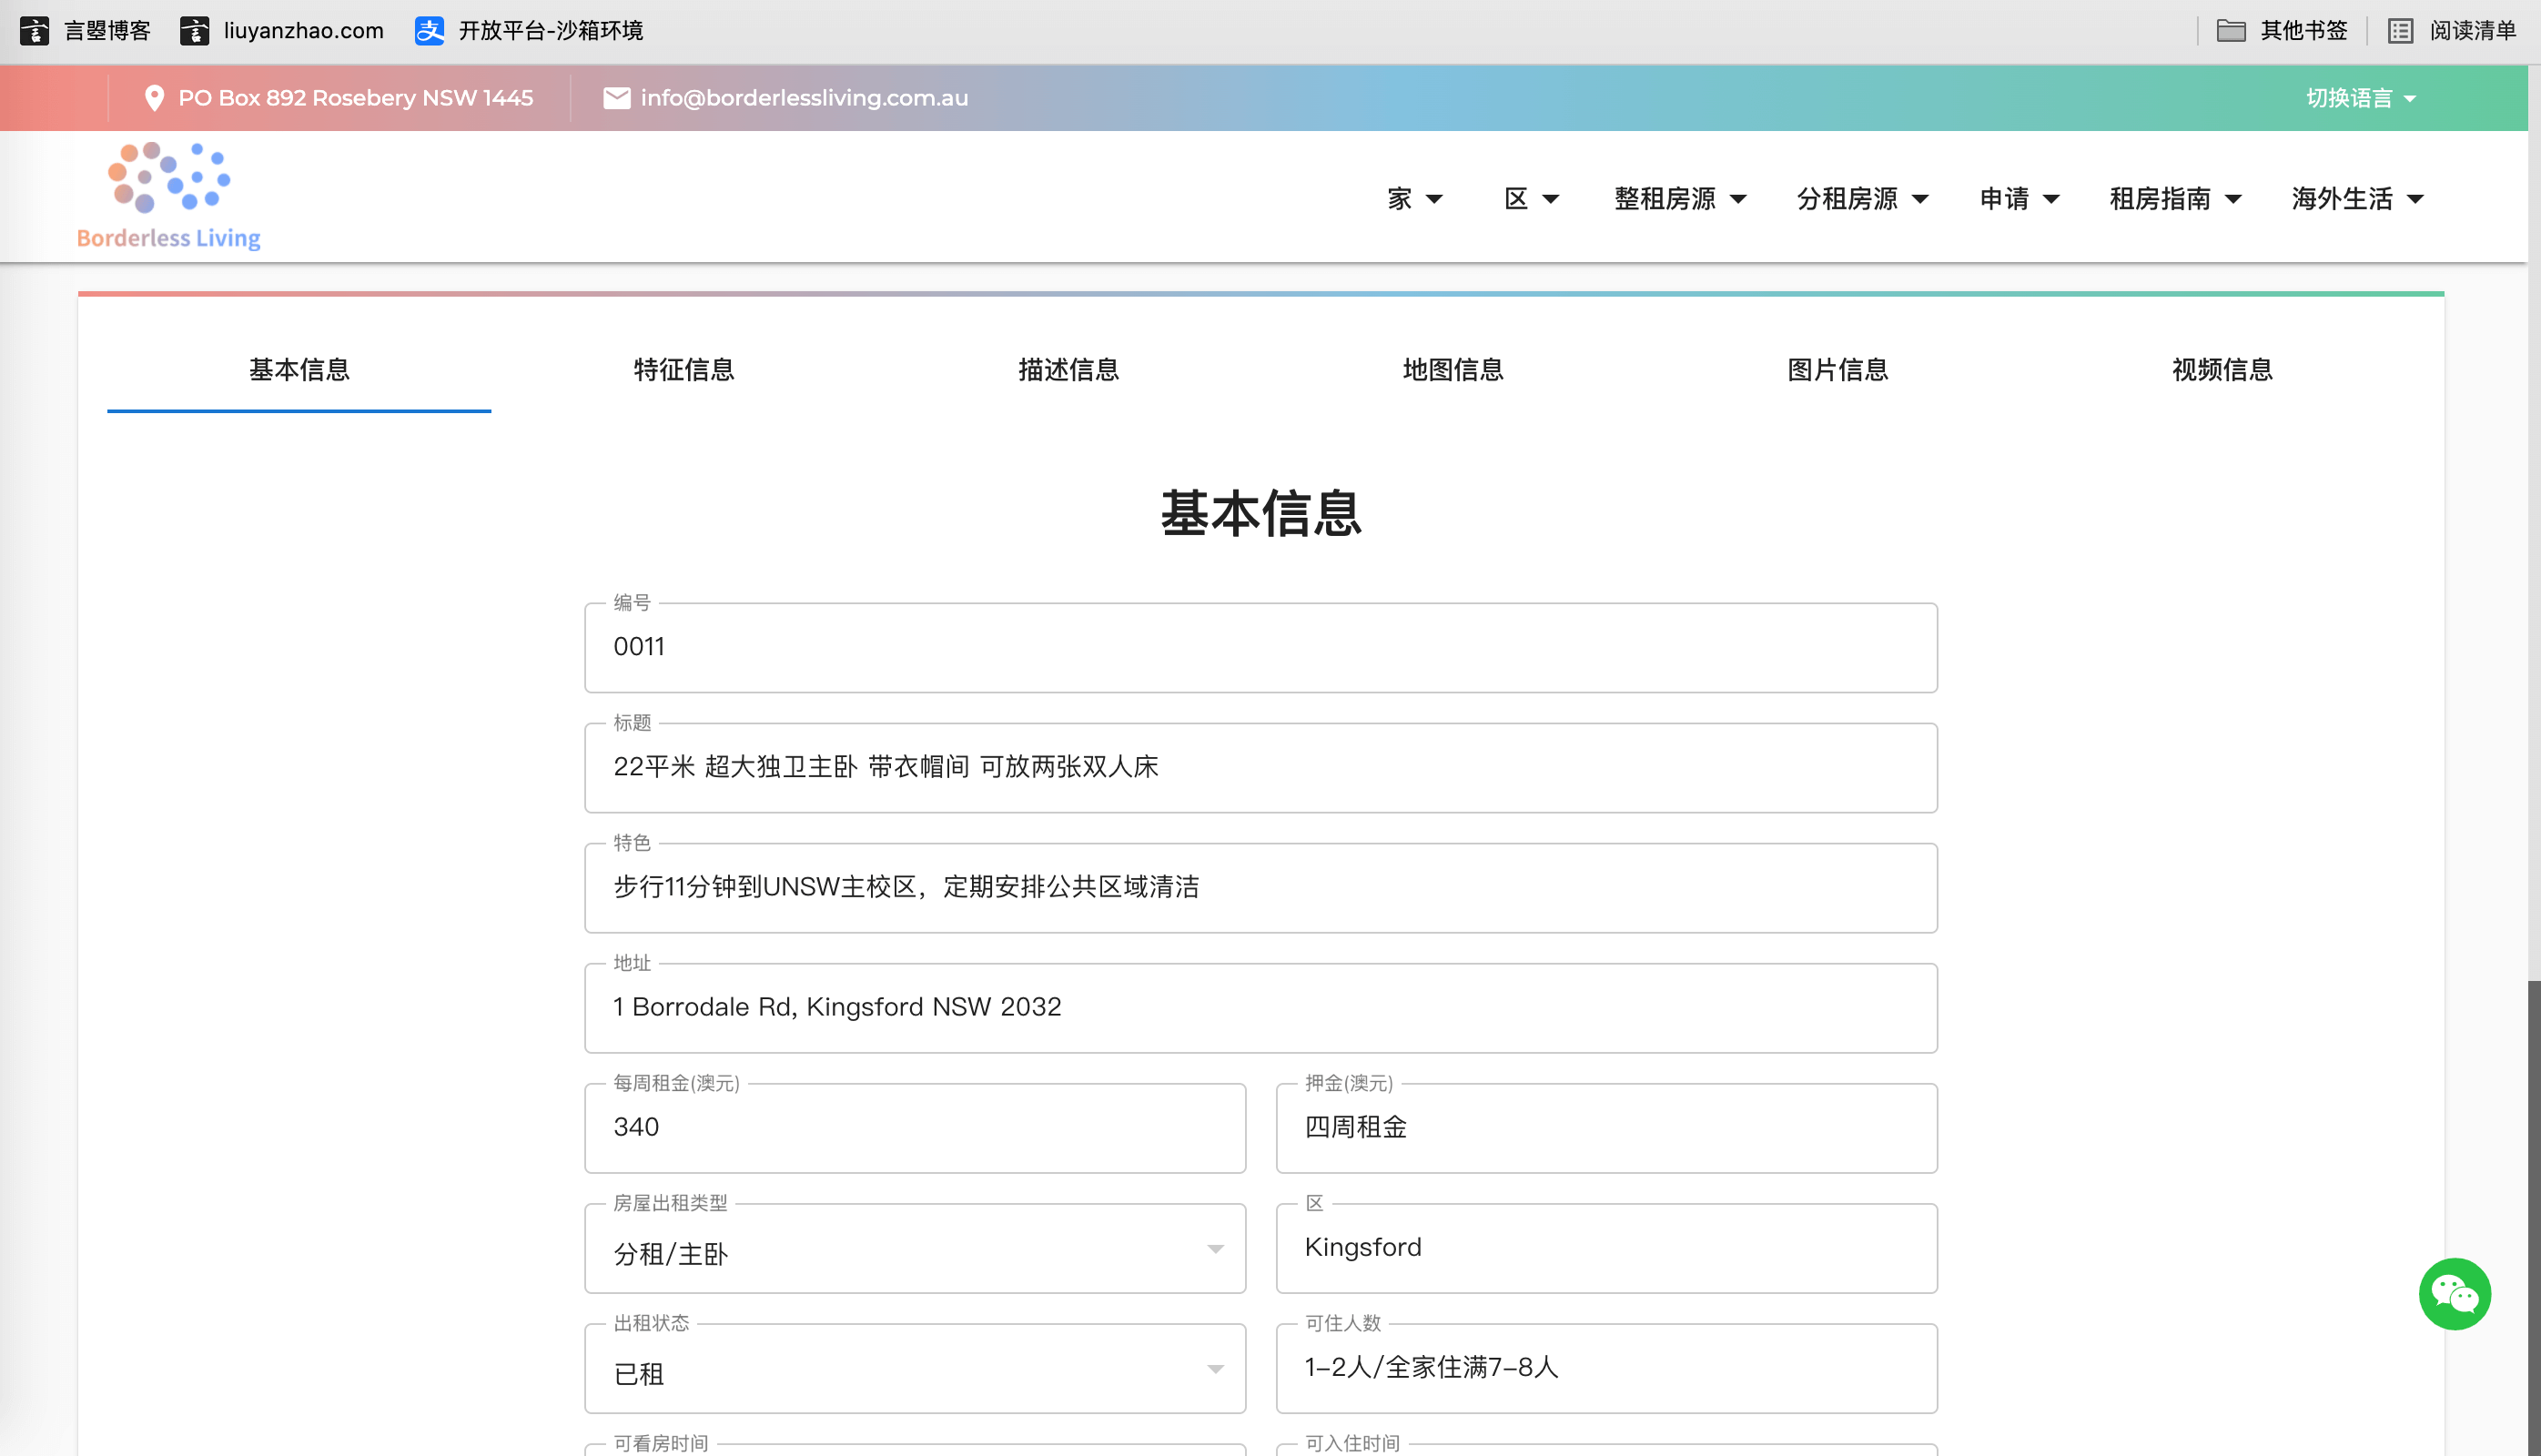 言曌博客 liuyanzhao.com 开放平台-沙箱环境 其他书签 阅读清单
PO Box 892 Rosebery NSW 1445 info@borderlessliving.com.au 切换语言
Borderless Living
家 区 整租房源 分租房源 申请 租房指南 海外生活
基本信息 特征信息 描述信息 地图信息 图片信息 视频信息
基本信息
编号
0011
标题
22平米 超大独卫主卧 带衣帽间 可放两张双人床
特色
步行11分钟到UNSW主校区，定期安排公共区域清洁
地址
1 Borrodale Rd, Kingsford NSW 2032
每周租金(澳元) 押金(澳元)
340 四周租金
房屋出租类型 区
分租/主卧 Kingsford
出租状态 可住人数
已租 1-2人/全家住满7-8人
可看房时间 可入住时间